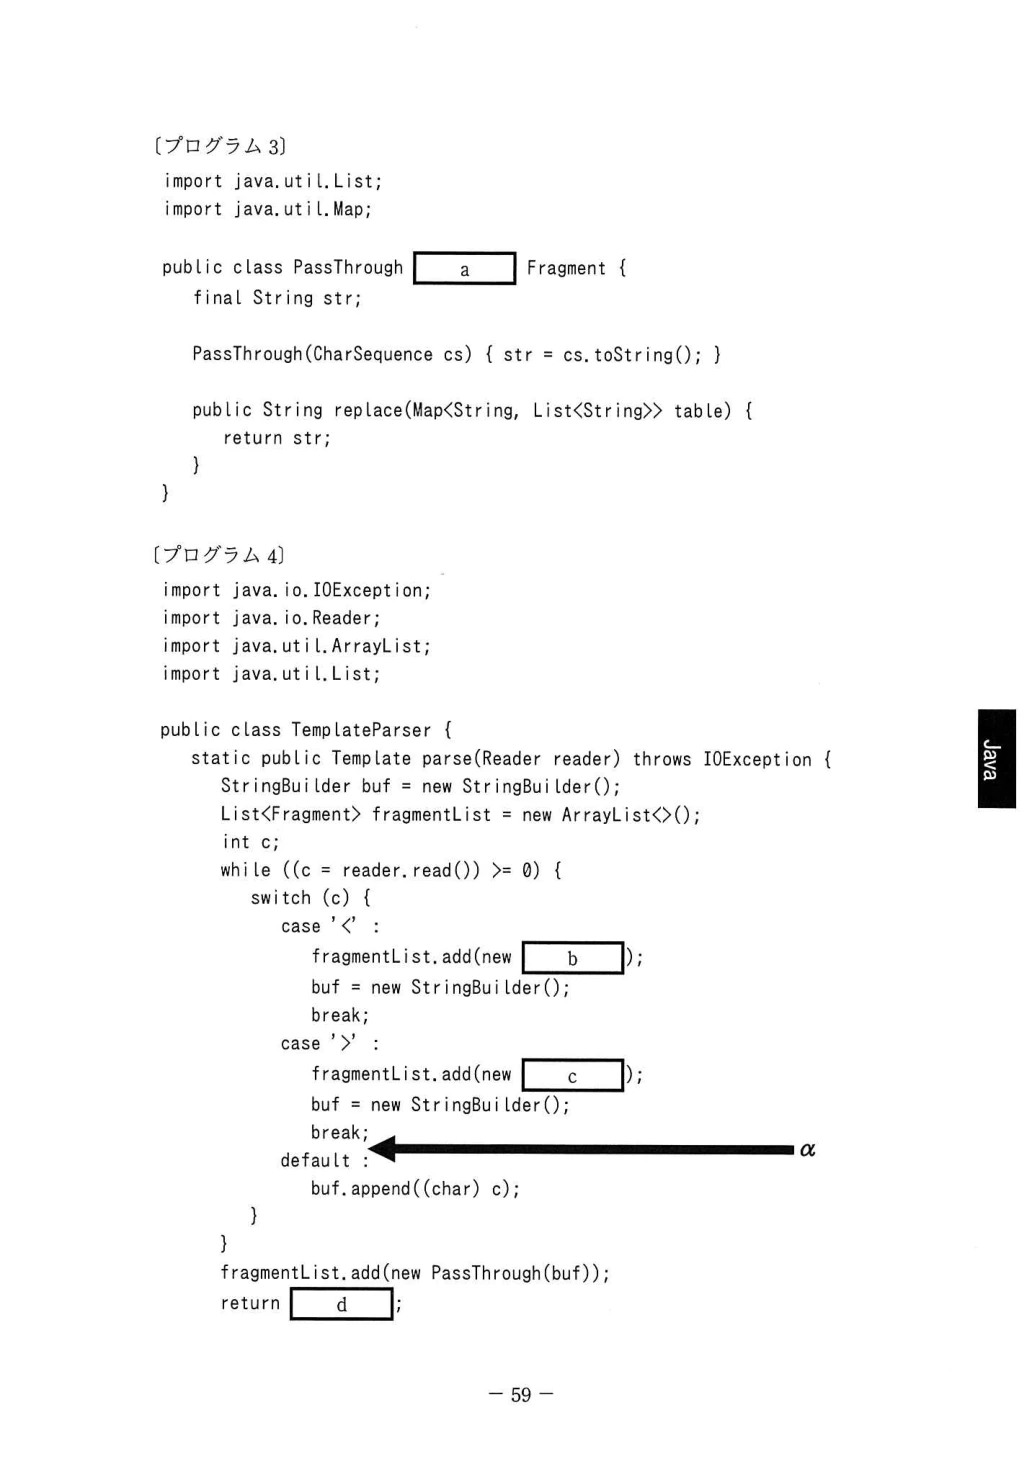 〔プログラム 3〕
import java.util.List;
import java.util.Map;
public class PassThrough a Fragment {
final String str;
PassThrough(CharSequence cs) { str = cs.toString(); }
public String replace(Map<String, List<String>> table) {
return str;
}
}
〔プログラム 4〕
import java.io.IOException;
import java.io.Reader;
import java.util.ArrayList;
import java.util.List;
public class TemplateParser {
static public Template parse(Reader reader) throws IOException {
StringBuilder buf = new StringBuilder();
List<Fragment> fragmentList = new ArrayList<>();
int c;
while ((c = reader.read()) >= 0) {
switch (c) {
case '<' :
fragmentList.add(new b );
buf = new StringBuilder();
break;
case '>' :
fragmentList.add(new c );
buf = new StringBuilder();
break;
α
default :
buf.append((char) c);
}
}
fragmentList.add(new PassThrough(buf));
return d ;
Java
− 59 −